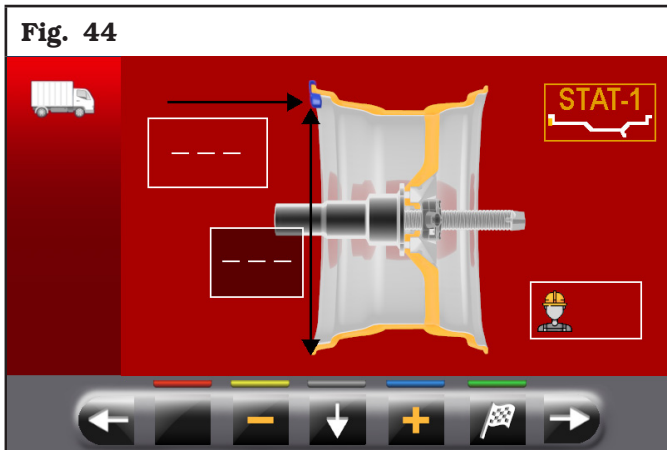 Fig. 44
STAT-1
_ _ _
_ _ _